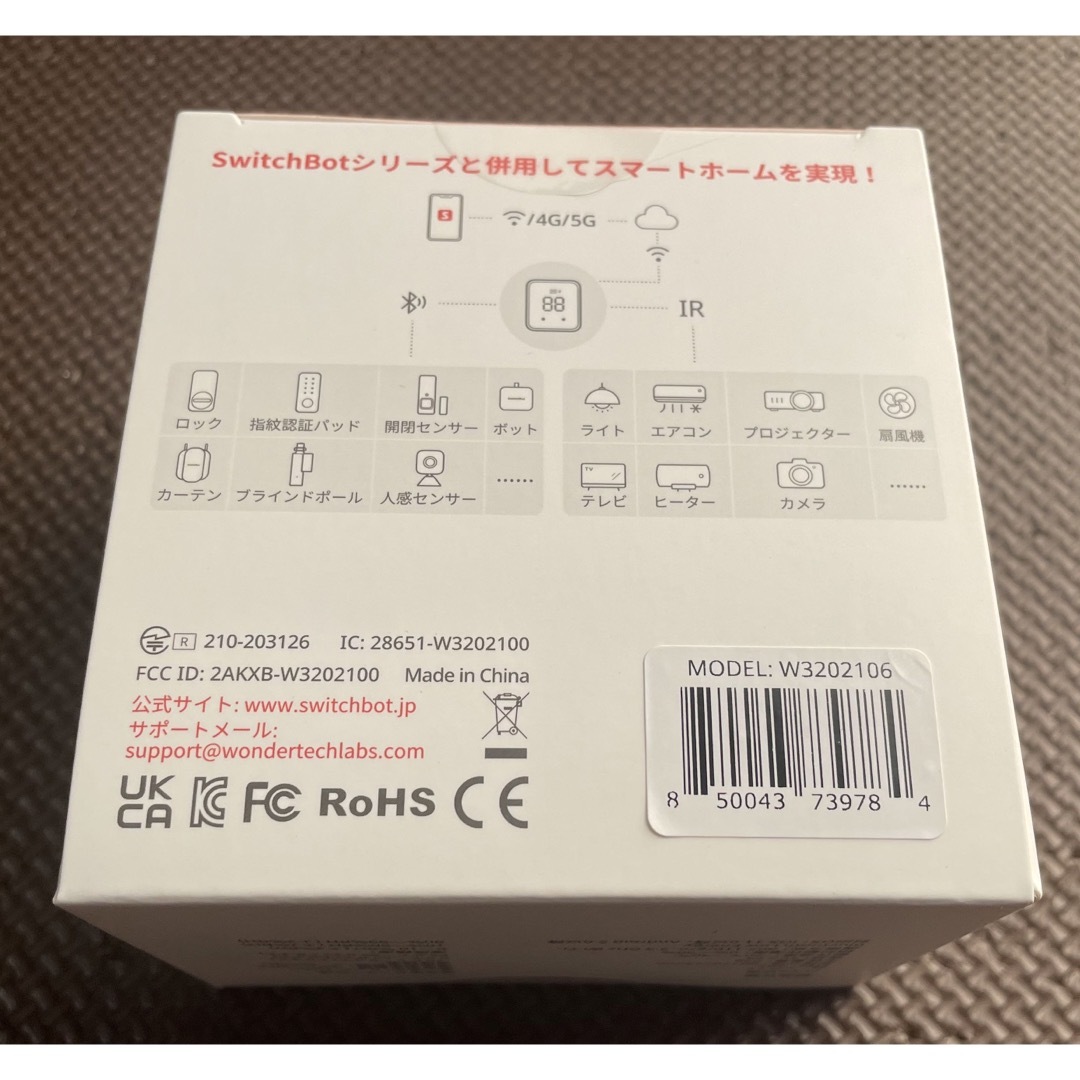 SwitchBotシリーズと併用してスマートホームを実現！
S
/4G/5G
88
IR
ロック 指紋認証パッド 開閉センサー ボット
ライト エアコン プロジェクター 扇風機
カーテン ブラインドポール 人感センサー ......
TV
テレビ ヒーター カメラ ......
R 210-203126 IC: 28651-W3202100
FCC ID: 2AKXB-W3202100 Made in China
公式サイト: www.switchbot.jp
サポートメール:
support@wondertechlabs.com
UK CA FC RoHS CE
MODEL: W3202106
8 50043 73978 4